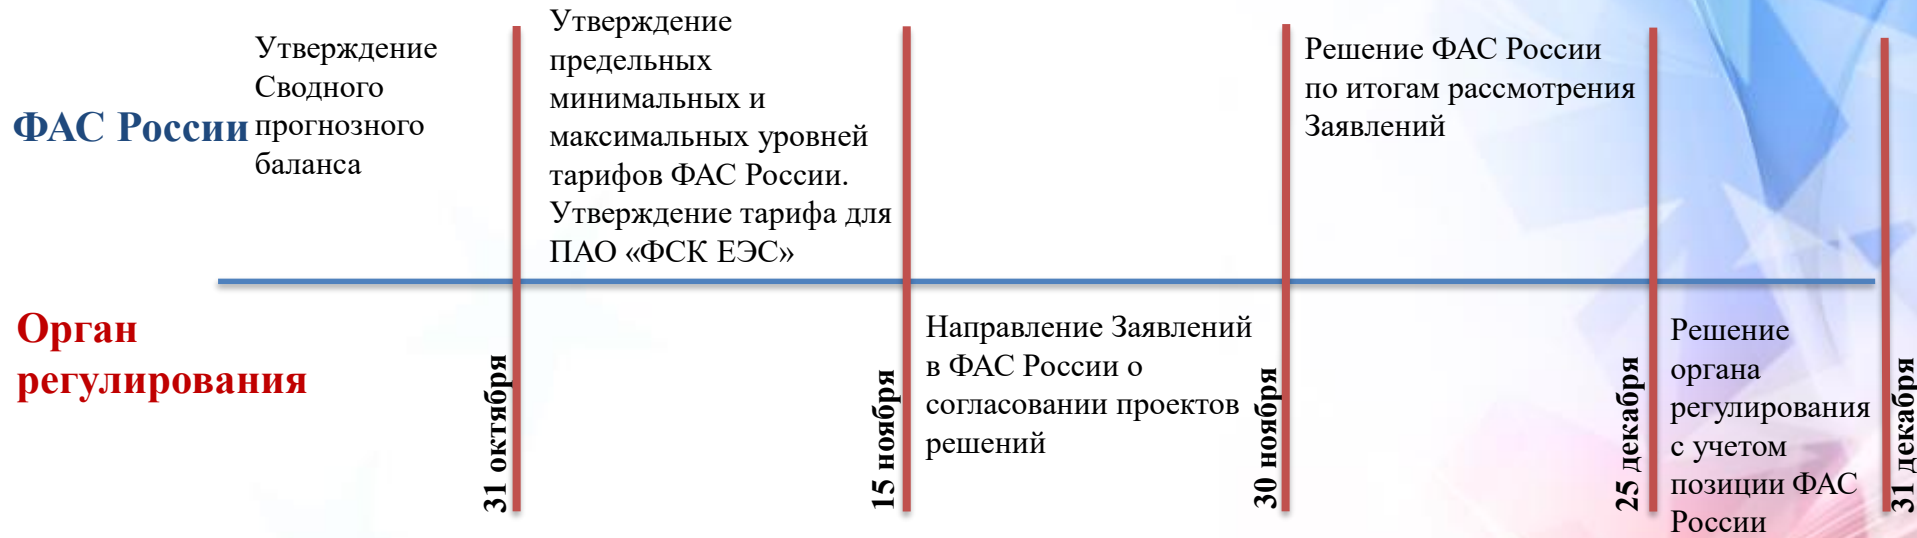 ФАС России
Утверждение
Сводного
прогнозного
баланса
Утверждение
предельных
минимальных и
максимальных уровней
тарифов ФАС России.
Утверждение тарифа для
ПАО «ФСК ЕЭС»
Решение ФАС России
по итогам рассмотрения
Заявлений
Орган
регулирования
31 октября
15 ноября
Направление Заявлений
в ФАС России о
согласовании проектов
решений
30 ноября
25 декабря
Решение
органа
регулирования
с учетом
позиции ФАС
России
31 декабря